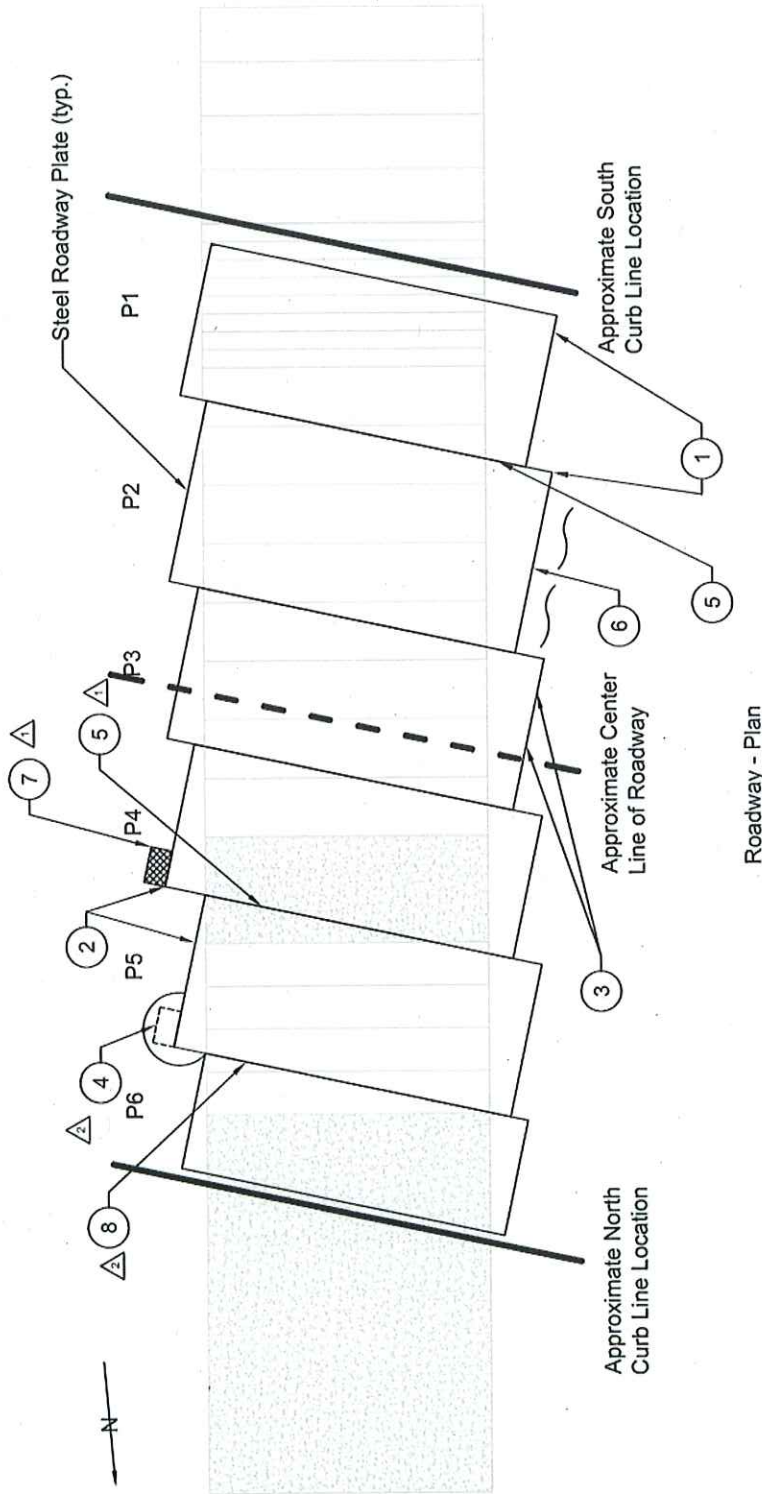 N
Steel Roadway Plate (typ.)
P1
P2
P3
P4
P5
P6
1
1
2
2
7
5
2
4
8
Approximate North
Curb Line Location
Approximate Center
Line of Roadway
Approximate South
Curb Line Location
3
6
5
1
Roadway - Plan